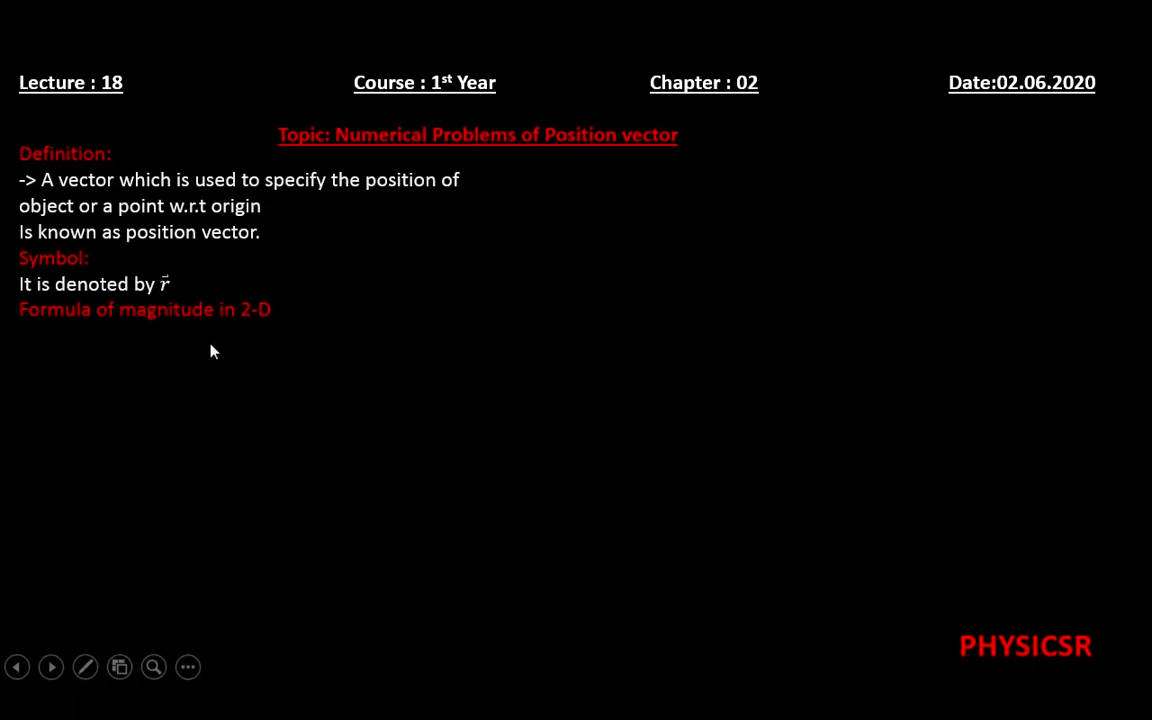 Lecture : 18 Course : 1st Year Chapter : 02 Date:02.06.2020
Topic: Numerical Problems of Position vector
Definition:
-> A vector which is used to specify the position of
object or a point w.r.t origin
Is known as position vector.
Symbol:
It is denoted by r⃗
Formula of magnitude in 2-D
PHYSICSR